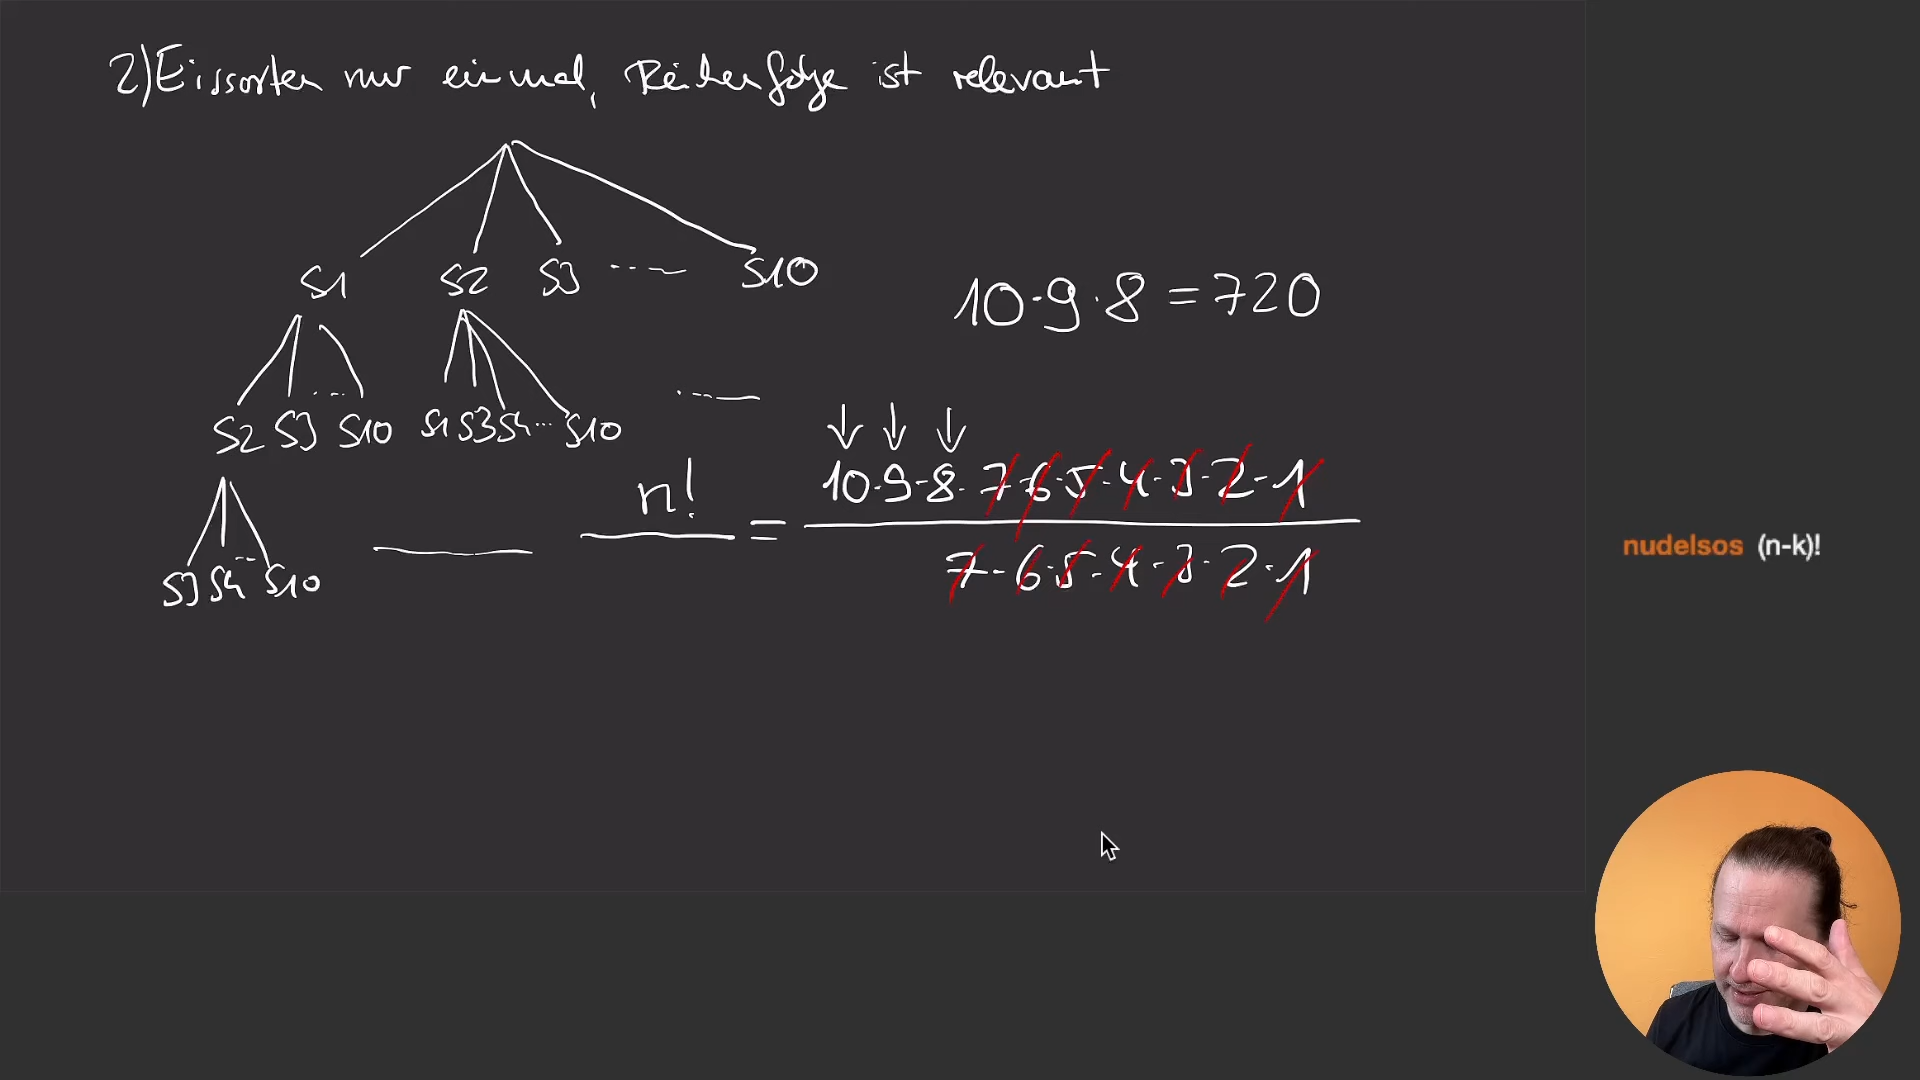 2) Eissorten nur einmal, Reihenfolge ist relevant
S1 S2 S3 ---- S10
10·9·8 = 720
S2 S3 ... S10 S1 S3 S4 ... S10
n! = 10·9·8·7·6·5·4·3·2·1
7·6·5·4·3·2·1
S3 S4 ... S10
nudelsos (n-k)!